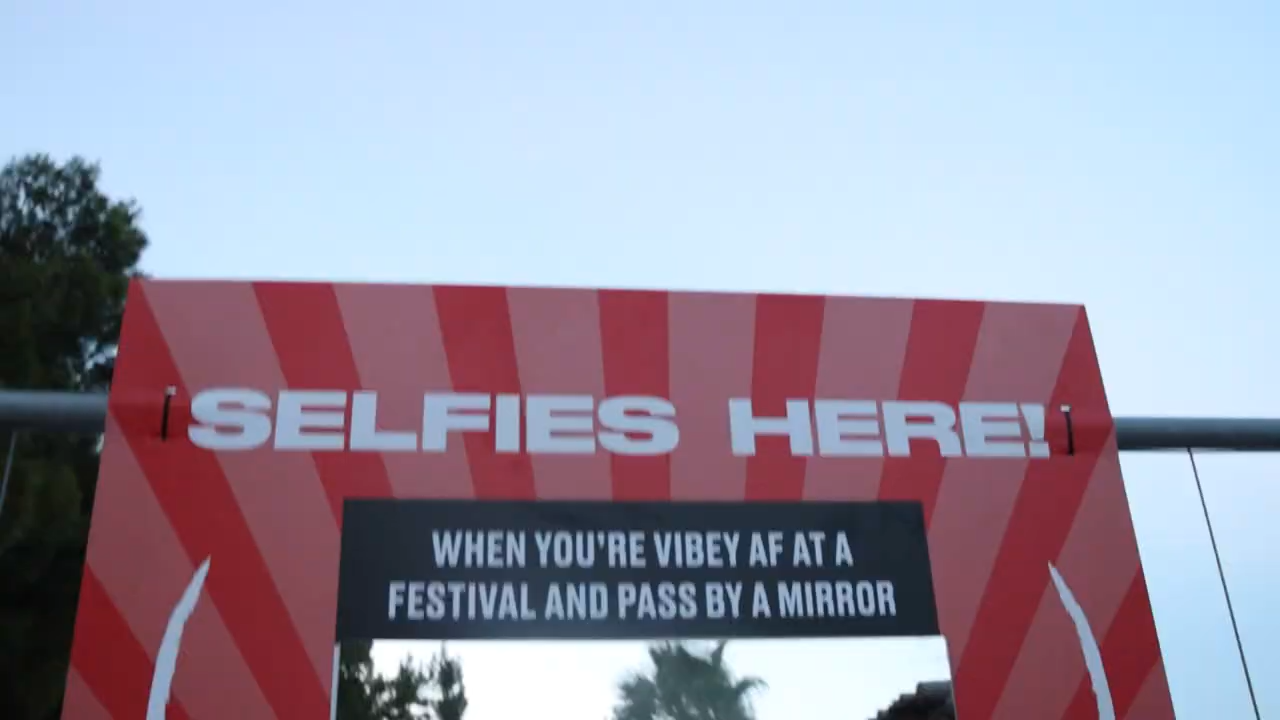 SELFIES HERE!
WHEN YOU'RE VIBEY AF AT A
FESTIVAL AND PASS BY A MIRROR